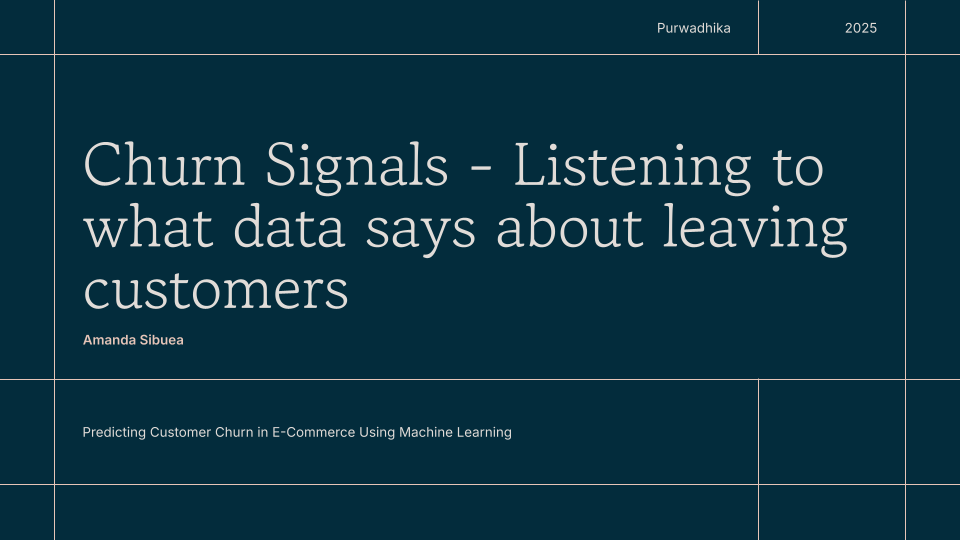 Purwadhika 2025
Churn Signals - Listening to
what data says about leaving
customers
Amanda Sibuea
Predicting Customer Churn in E-Commerce Using Machine Learning